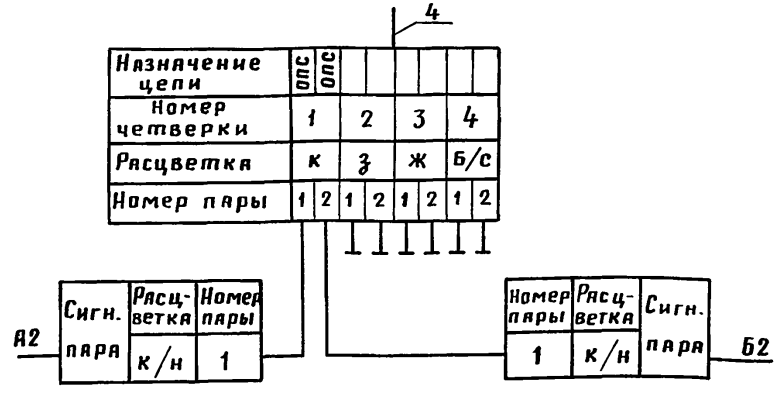 4
Назначение цепи ОПС ОПС
Номер четверки 1 2 3 4
Расцветка к з ж Б/с
Номер пары 1 2 1 2 1 2 1 2
А2 Сигн. пара
Расцветка к/н
Номер пары 1
Номер пары 1
Расцветка к/н
Сигн. пара Б2